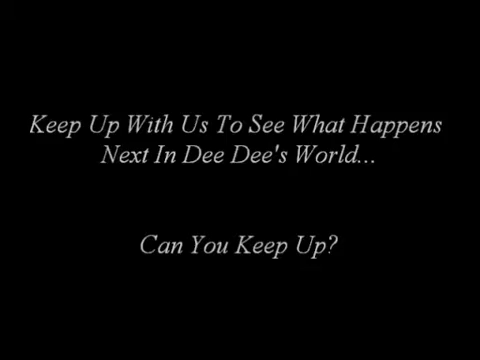 Keep Up With Us To See What Happens
Next In Dee Dee's World...
Can You Keep Up?